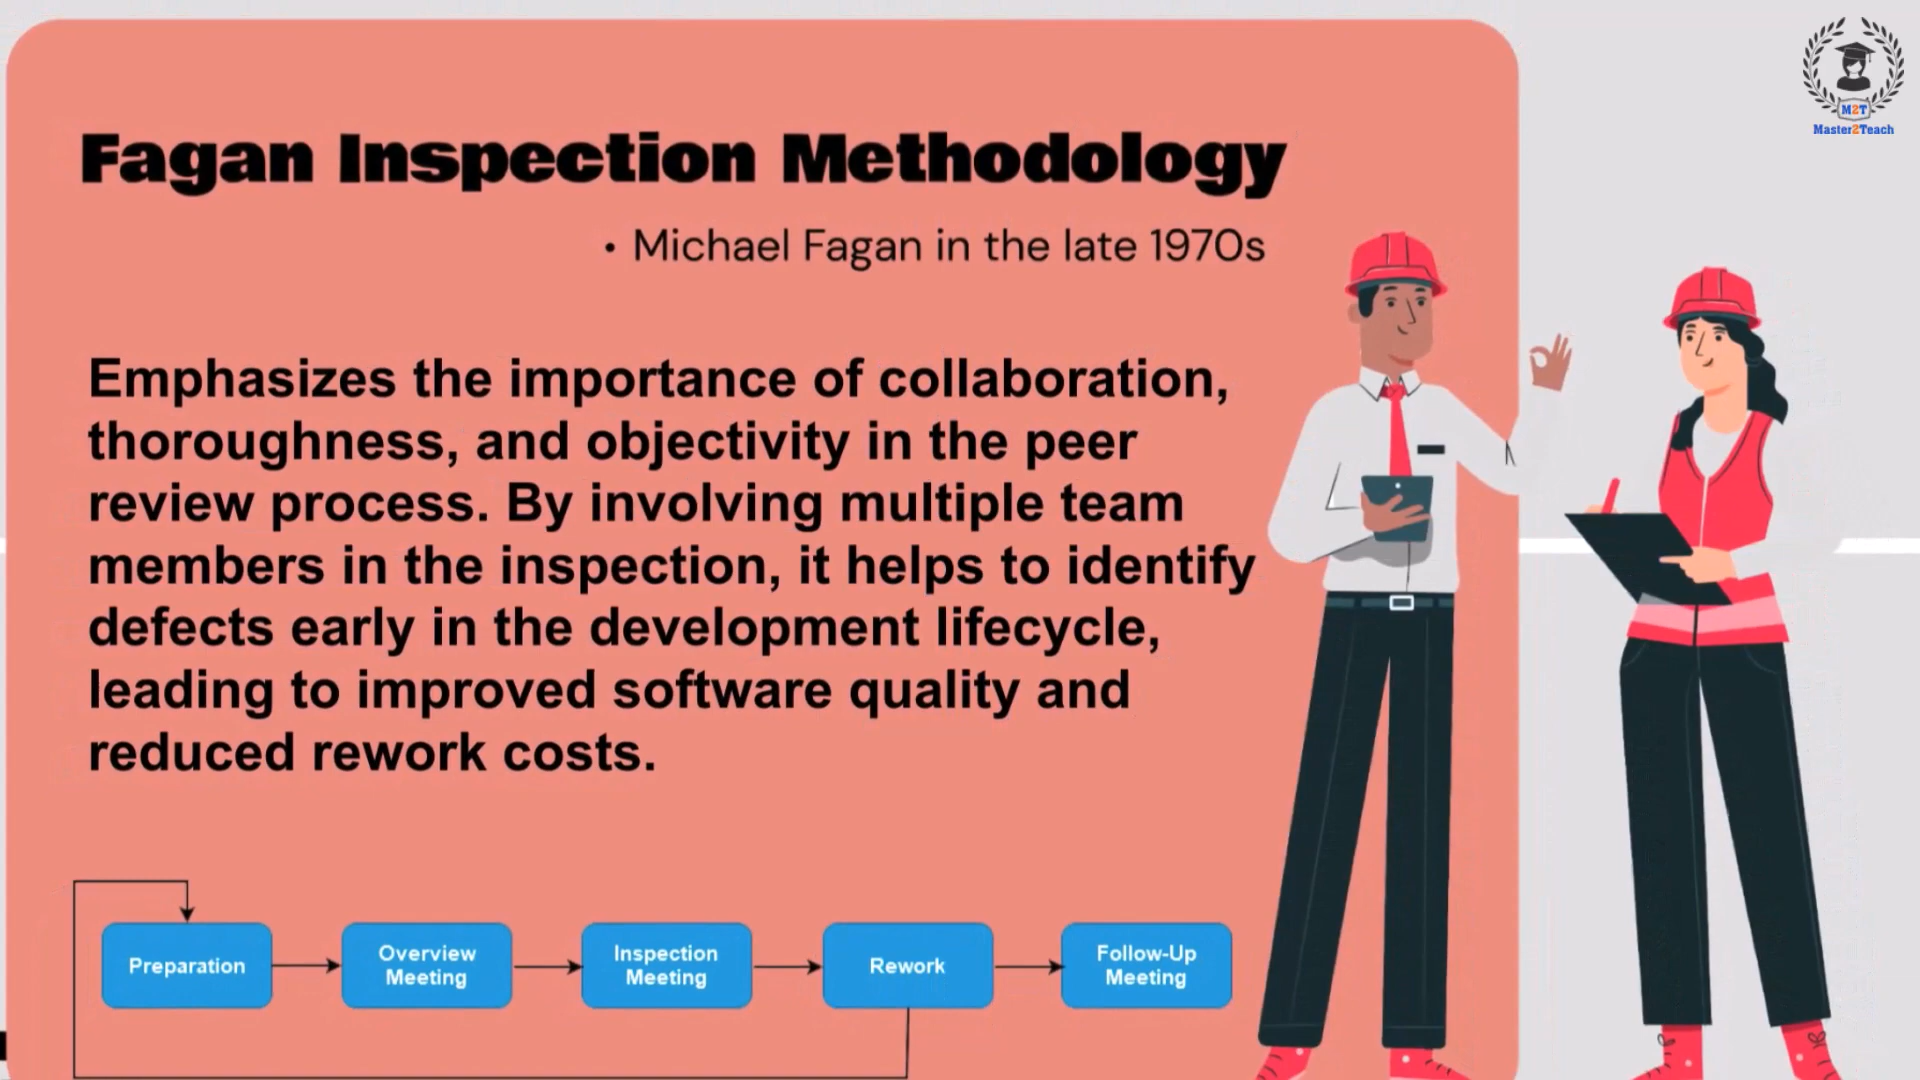 M2T
Master2Teach
Fagan Inspection Methodology
• Michael Fagan in the late 1970s
Emphasizes the importance of collaboration,
thoroughness, and objectivity in the peer
review process. By involving multiple team
members in the inspection, it helps to identify
defects early in the development lifecycle,
leading to improved software quality and
reduced rework costs.
Preparation
Overview
Meeting
Inspection
Meeting
Rework
Follow-Up
Meeting